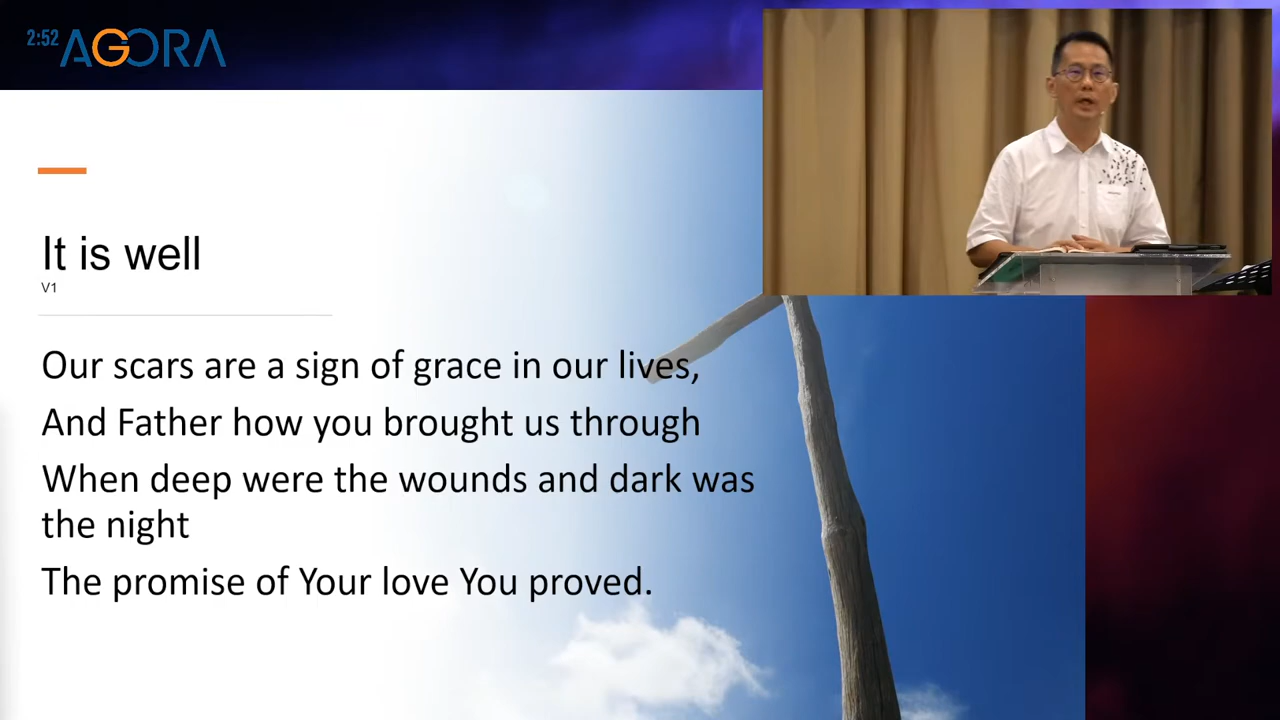 2:52
AGORA
It is well
V1
Our scars are a sign of grace in our lives,
And Father how you brought us through
When deep were the wounds and dark was
the night
The promise of Your love You proved.